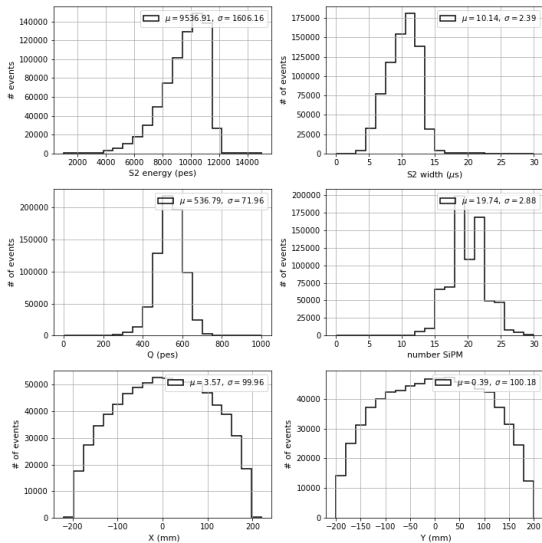 140000
120000
100000
80000
60000
40000
20000
0
# events
μ=9536.91, σ=1606.16
2000 4000 6000 8000 10000 12000 14000
S2 energy (pes)
175000
150000
125000
100000
75000
50000
25000
0
# of events
μ=10.14, σ=2.39
0 5 10 15 20 25 30
S2 width (μs)
200000
150000
100000
50000
0
# of events
μ=536.79, σ=71.96
0 200 400 600 800 1000
Q (pes)
200000
175000
150000
125000
100000
75000
50000
25000
0
# of events
μ=19.74, σ=2.88
0 5 10 15 20 25 30
number SiPM
50000
40000
30000
20000
10000
0
# of events
μ=3.57, σ=99.96
−200 −100 0 100 200
X (mm)
50000
40000
30000
20000
10000
0
# of events
μ=0.39, σ=100.18
−200 −150 −100 −50 0 50 100 150 200
Y (mm)